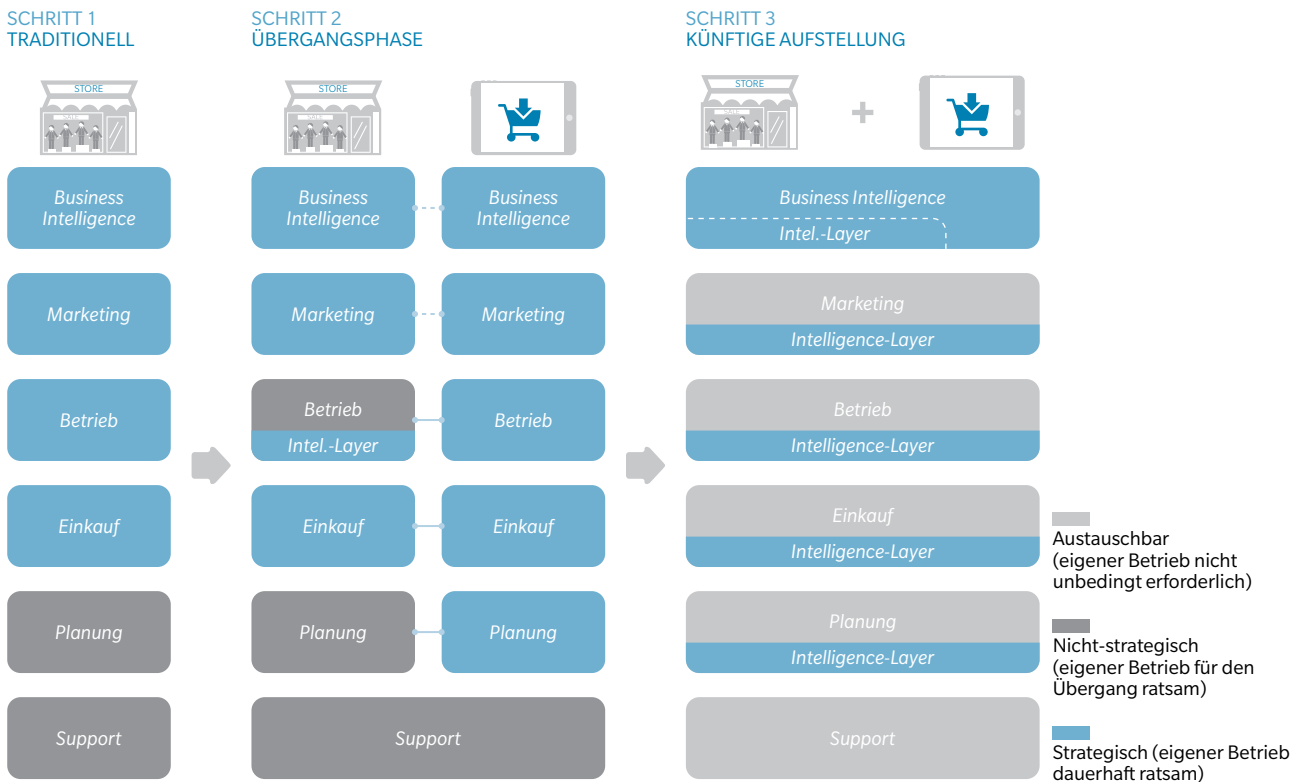 SCHRITT 1
TRADITIONELL
SCHRITT 2
ÜBERGANGSPHASE
SCHRITT 3
KÜNFTIGE AUFSTELLUNG
STORE
SALE
STORE
SALE
STORE
SALE
+
Business
Intelligence
Business
Intelligence
Business
Intelligence
Business Intelligence
Intel.-Layer
Marketing
Marketing
Marketing
Marketing
Intelligence-Layer
Betrieb
Betrieb
Intel.-Layer
Betrieb
Betrieb
Intelligence-Layer
Einkauf
Einkauf
Einkauf
Einkauf
Intelligence-Layer
Planung
Planung
Planung
Planung
Intelligence-Layer
Support
Support
Support
Austauschbar
(eigener Betrieb nicht
unbedingt erforderlich)
Nicht-strategisch
(eigener Betrieb für den
Übergang ratsam)
Strategisch (eigener Betrieb
dauerhaft ratsam)